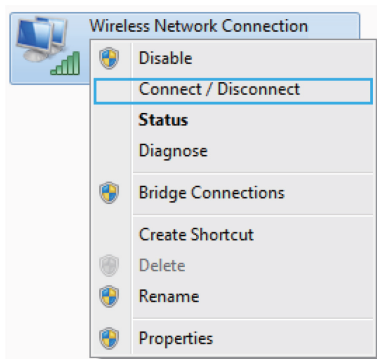 Wireless Network Connection
Disable
Connect / Disconnect
Status
Diagnose
Bridge Connections
Create Shortcut
Delete
Rename
Properties